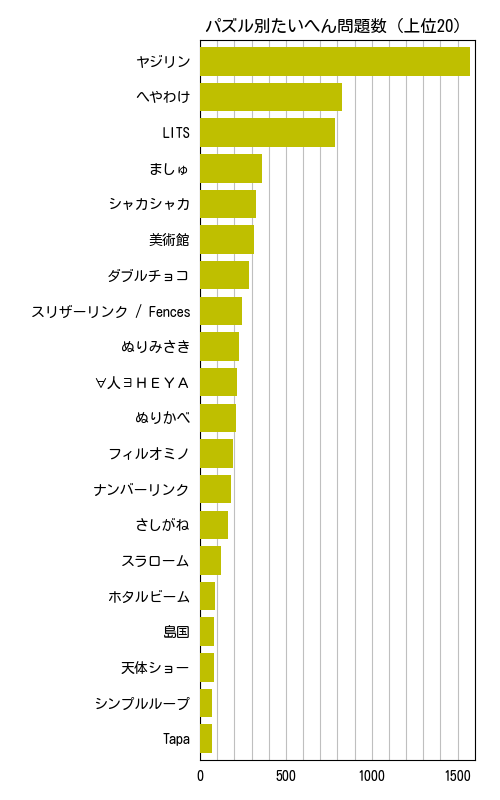 パズル別たいへん問題数（上位20）
ヤジリン
へやわけ
LITS
ましゅ
シャカシャカ
美術館
ダブルチョコ
スリザーリンク / Fences
ぬりみさき
∀人∃ＨＥＹＡ
ぬりかべ
フィルオミノ
ナンバーリンク
さしがね
スラローム
ホタルビーム
島国
天体ショー
シンプルループ
Tapa
0 500 1000 1500